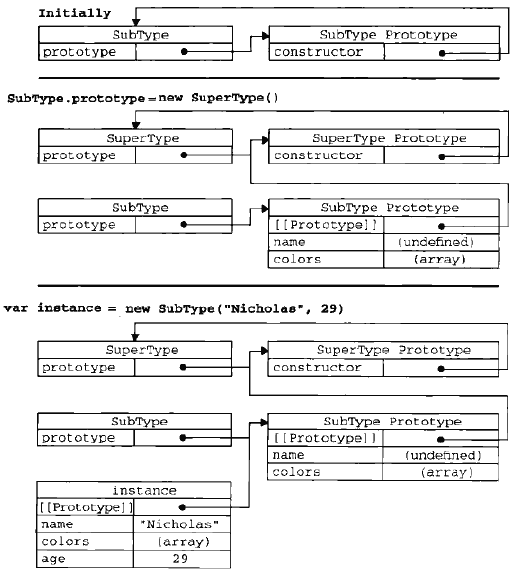 Initially
SubType
prototype
SubType Prototype
constructor
SubType.prototype=new SuperType()
SuperType
prototype
SuperType Prototype
constructor
SubType
prototype
SubType Prototype
[[Prototype]]
name (undefined)
colors (array)
var instance = new SubType("Nicholas", 29)
SuperType
prototype
SuperType Prototype
constructor
SubType
prototype
SubType Prototype
[[Prototype]]
name (undefined)
colors (array)
instance
[[Prototype]]
name "Nicholas"
colors (array)
age 29